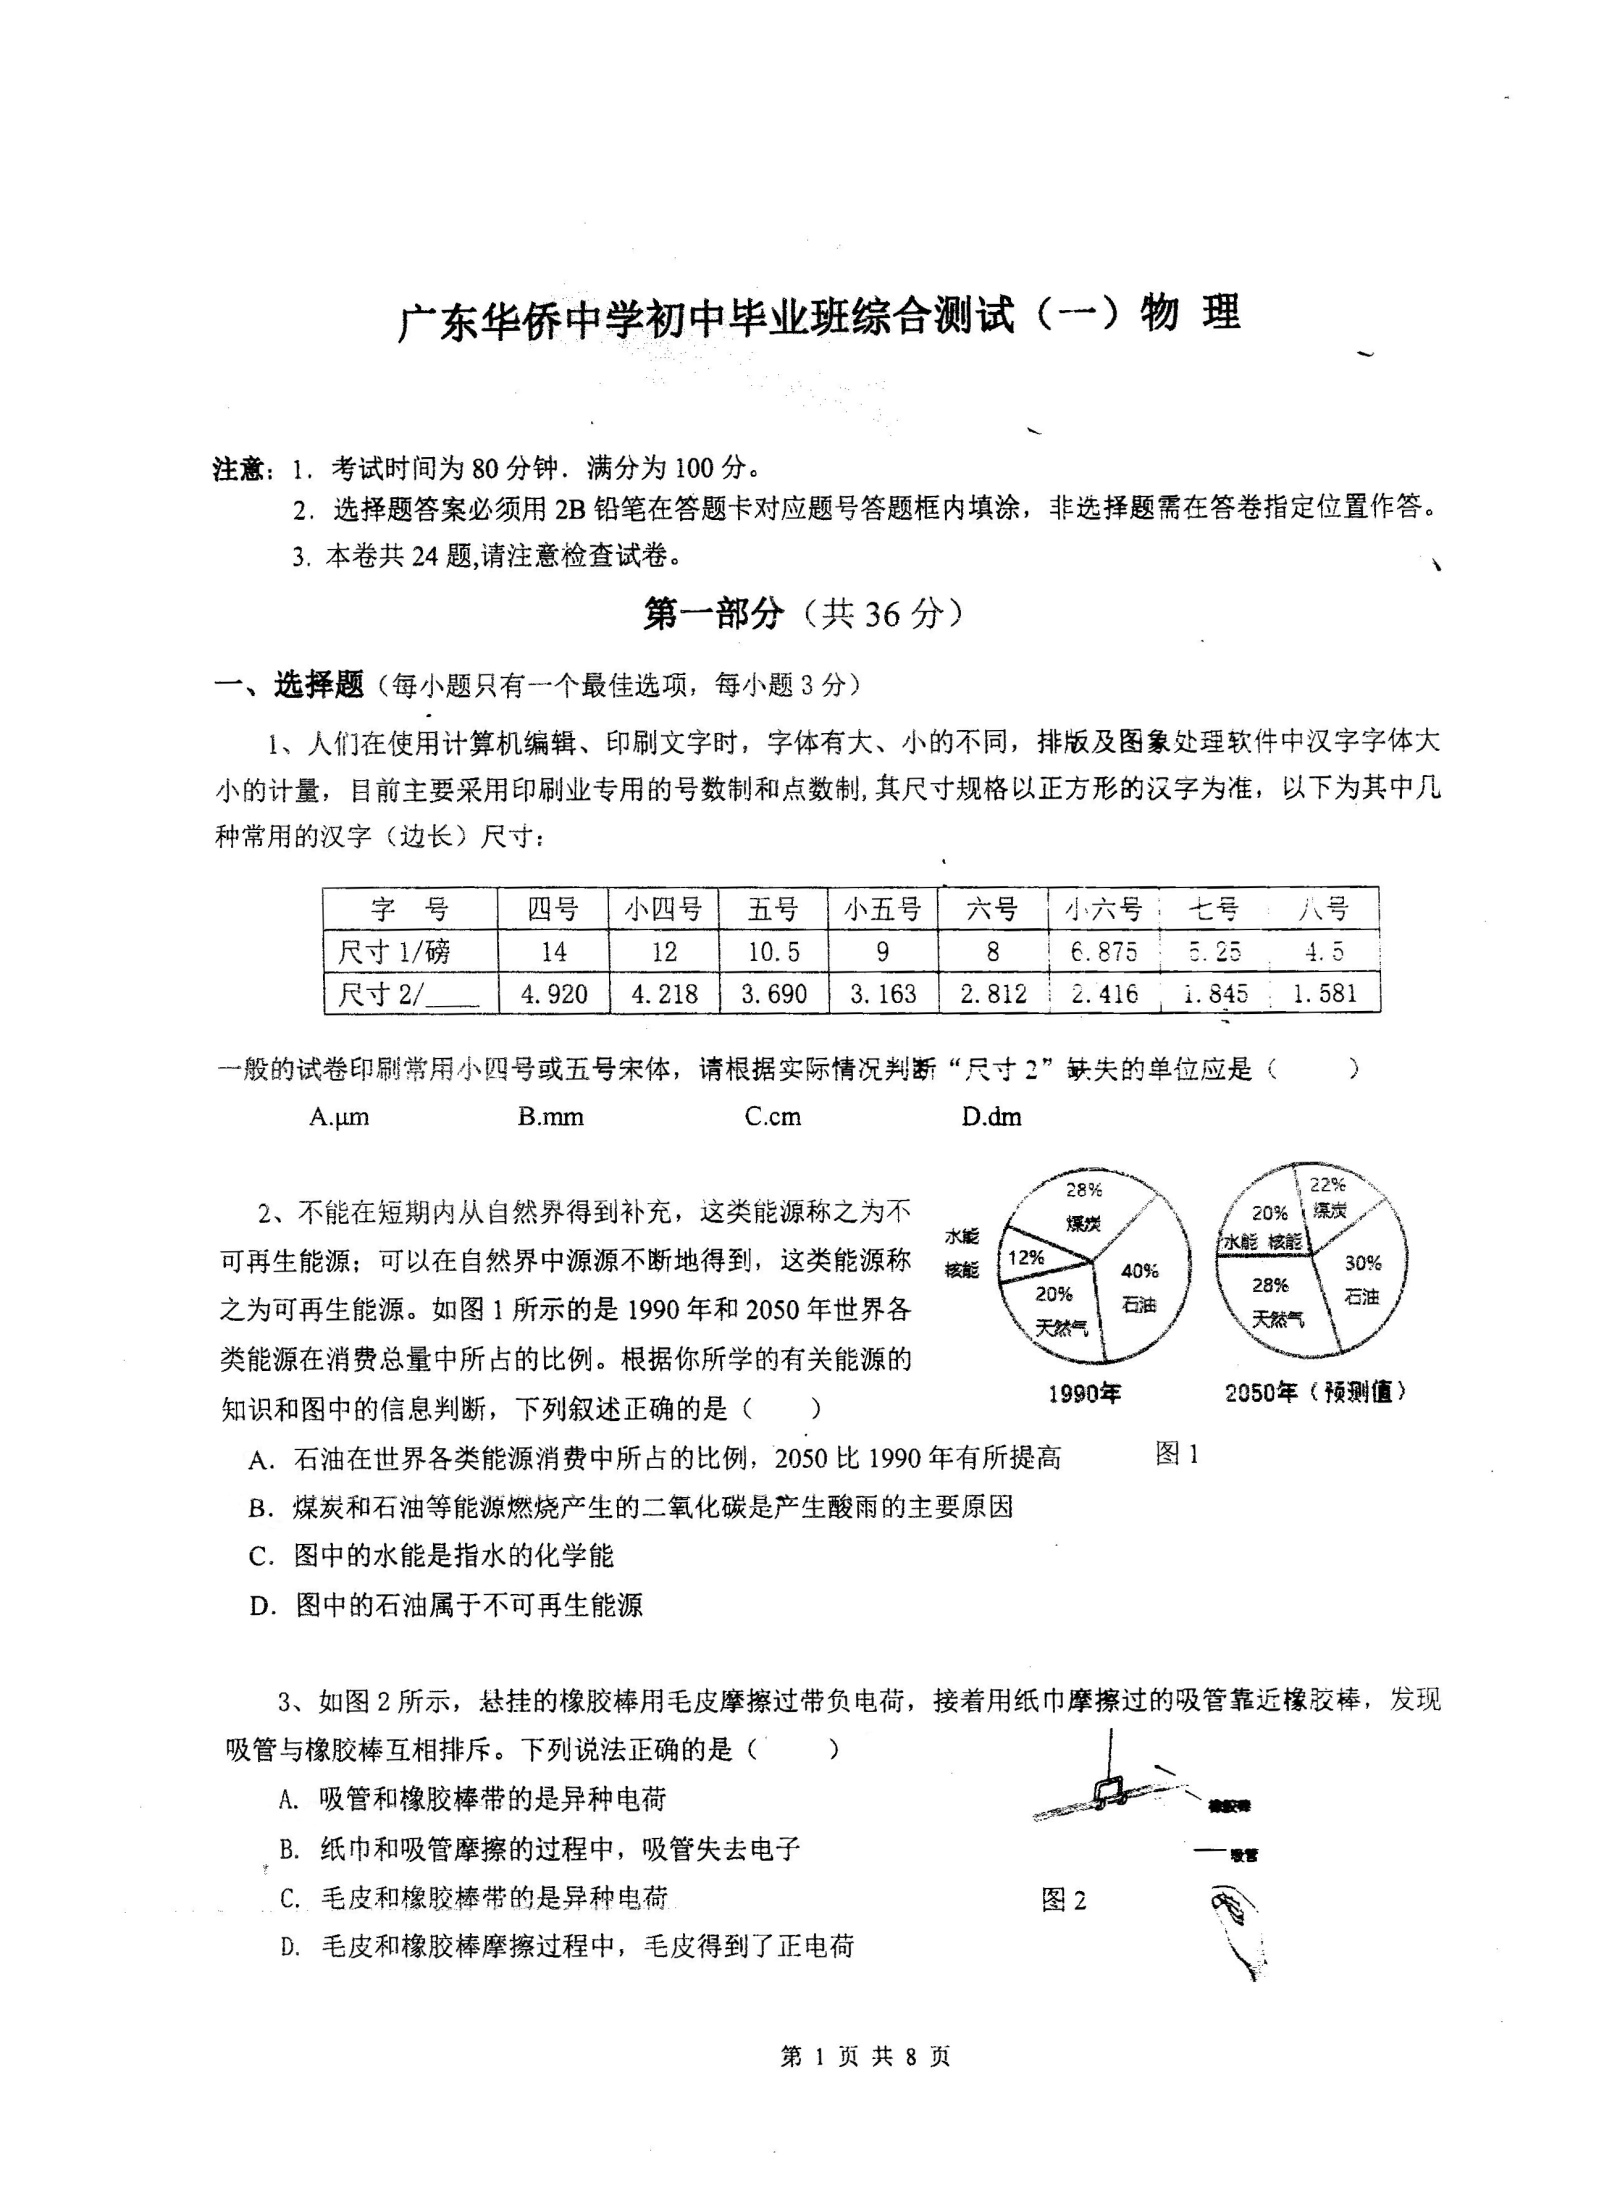 广东华侨中学初中毕业班综合测试（一）物 理
注意：1．考试时间为 80 分钟．满分为 100 分。
2．选择题答案必须用 2B 铅笔在答题卡对应题号答题框内填涂，非选择题需在答卷指定位置作答。
3. 本卷共 24 题,请注意检查试卷。
第一部分（共 36 分）
一、选择题（每小题只有一个最佳选项，每小题 3 分）
1、人们在使用计算机编辑、印刷文字时，字体有大、小的不同，排版及图象处理软件中汉字字体大
小的计量，目前主要采用印刷业专用的号数制和点数制,其尺寸规格以正方形的汉字为准，以下为其中几
种常用的汉字（边长）尺寸：
字 号 四号 小四号 五号 小五号 六号 小六号 七号 八号
尺寸 1/磅 14 12 10.5 9 8 6.875 5.25 4.5
尺寸 2/____ 4.920 4.218 3.690 3.163 2.812 2.416 1.845 1.581
一般的试卷印刷常用小四号或五号宋体，请根据实际情况判断“尺寸 2”缺失的单位应是（ ）
A.μm B.mm C.cm D.dm
2、不能在短期内从自然界得到补充，这类能源称之为不
可再生能源；可以在自然界中源源不断地得到，这类能源称
之为可再生能源。如图 1 所示的是 1990 年和 2050 年世界各
类能源在消费总量中所占的比例。根据你所学的有关能源的
知识和图中的信息判断，下列叙述正确的是（ ）
28%
煤炭
水能
核能
12%
40%
石油
20%
天然气
1990年
22%
煤炭
20%
水能 核能
30%
石油
28%
天然气
2050年（预测值）
图 1
A．石油在世界各类能源消费中所占的比例，2050 比 1990 年有所提高
B．煤炭和石油等能源燃烧产生的二氧化碳是产生酸雨的主要原因
C．图中的水能是指水的化学能
D．图中的石油属于不可再生能源
3、如图 2 所示，悬挂的橡胶棒用毛皮摩擦过带负电荷，接着用纸巾摩擦过的吸管靠近橡胶棒，发现
吸管与橡胶棒互相排斥。下列说法正确的是（ ）
A. 吸管和橡胶棒带的是异种电荷
B. 纸巾和吸管摩擦的过程中，吸管失去电子
C. 毛皮和橡胶棒带的是异种电荷
D. 毛皮和橡胶棒摩擦过程中，毛皮得到了正电荷
橡胶棒
吸管
图 2
第 1 页 共 8 页